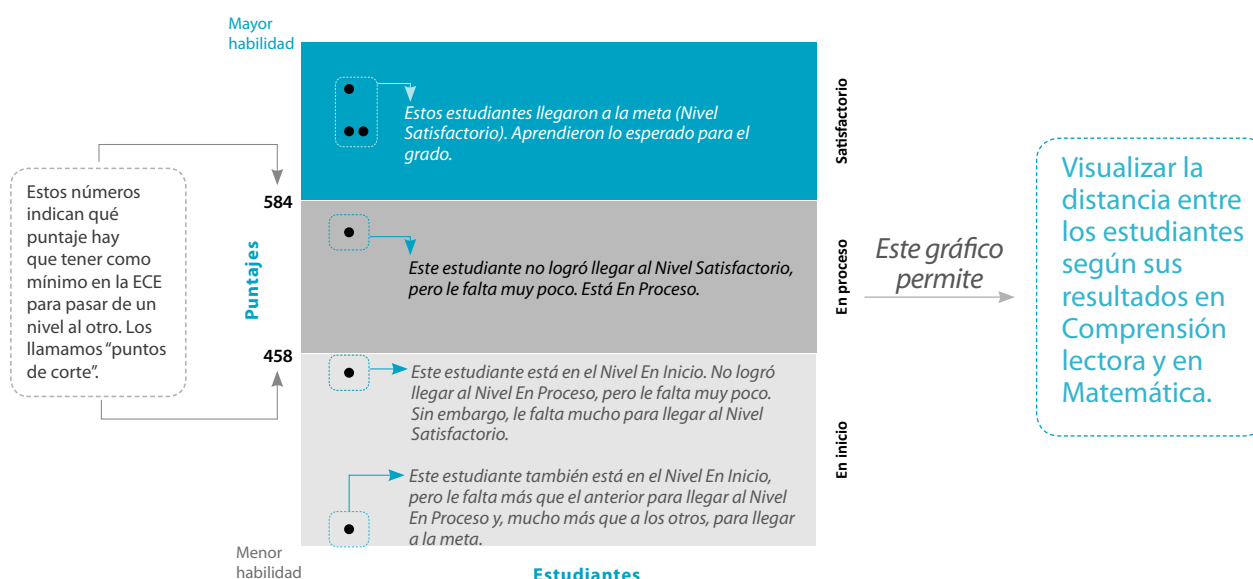 Mayor
habilidad
Estos estudiantes llegaron a la meta (Nivel
Satisfactorio). Aprendieron lo esperado para el
grado.
Satisfactorio
Estos números
indican qué
puntaje hay
que tener como
mínimo en la ECE
para pasar de un
nivel al otro. Los
llamamos “puntos
de corte”.
584
Puntajes
458
Este estudiante no logró llegar al Nivel Satisfactorio,
pero le falta muy poco. Está En Proceso.
En proceso
Este gráfico
permite
Visualizar la
distancia entre
los estudiantes
según sus
resultados en
Comprensión
lectora y en
Matemática.
Este estudiante está en el Nivel En Inicio. No logró
llegar al Nivel En Proceso, pero le falta muy poco.
Sin embargo, le falta mucho para llegar al Nivel
Satisfactorio.
En inicio
Este estudiante también está en el Nivel En Inicio,
pero le falta más que el anterior para llegar al Nivel
En Proceso y, mucho más que a los otros, para llegar
a la meta.
Menor
habilidad
Estudiantes